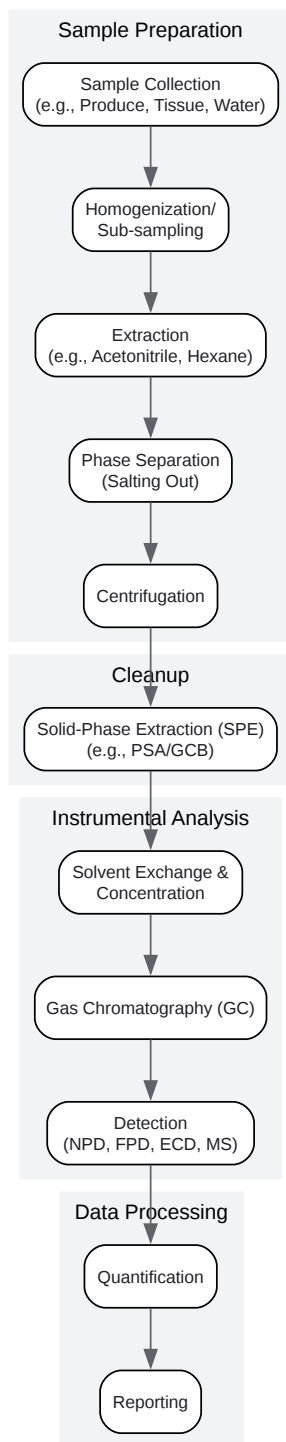 Sample Preparation
Sample Collection
(e.g., Produce, Tissue, Water)
Homogenization/
Sub-sampling
Extraction
(e.g., Acetonitrile, Hexane)
Phase Separation
(Salting Out)
Centrifugation
Cleanup
Solid-Phase Extraction (SPE)
(e.g., PSA/GCB)
Instrumental Analysis
Solvent Exchange &
Concentration
Gas Chromatography (GC)
Detection
(NPD, FPD, ECD, MS)
Data Processing
Quantification
Reporting